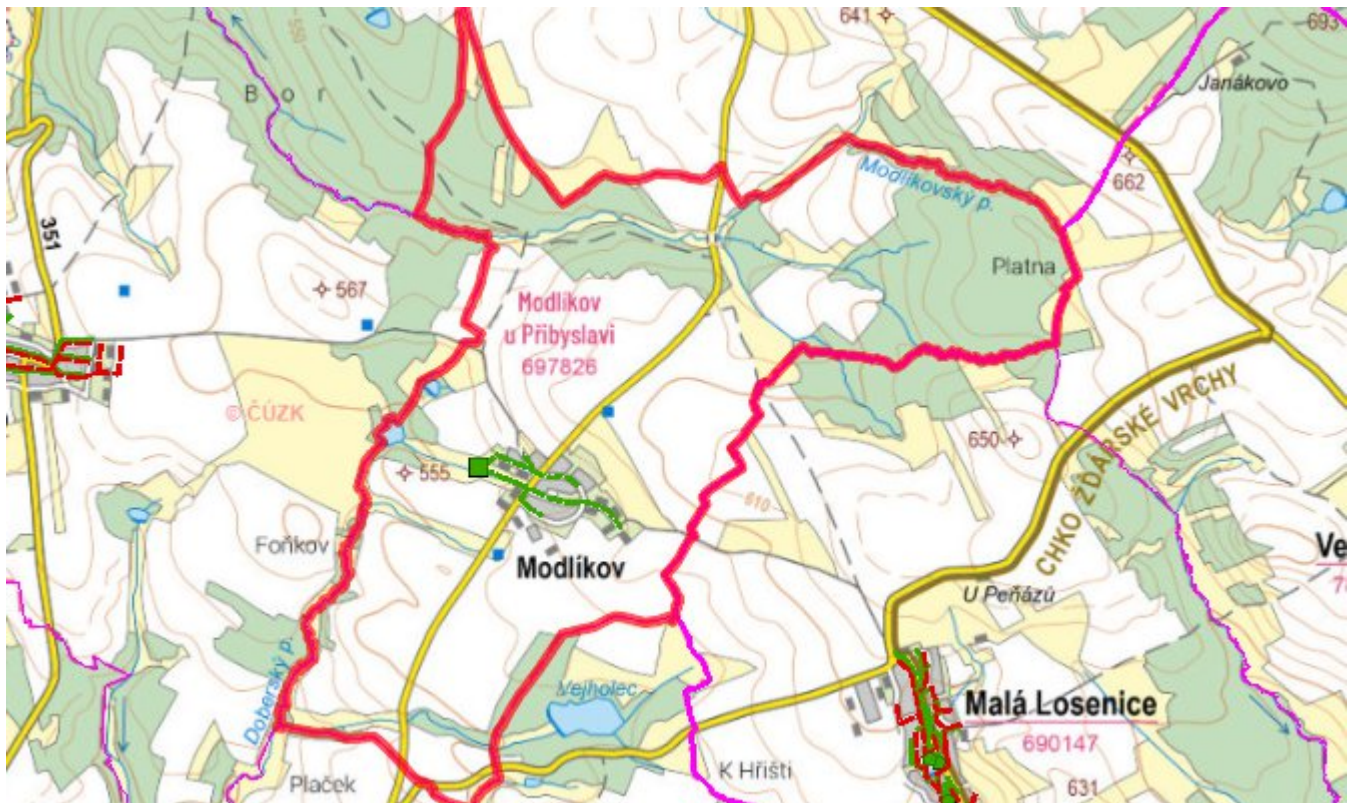 641
693
550
B o r
Janákovo
662
Modlíkovský p.
351
Platna
567
Modlíkov
u Přibyslavi
697826
© ČÚZK
CHKO ŽĎÁRSKÉ VRCHY
650
555
610
Foňkov
Modlíkov
Ve
U Peňázů
Doberský p.
Vejholec
Malá Losenice
690147
K Hřišti
Plaček
631